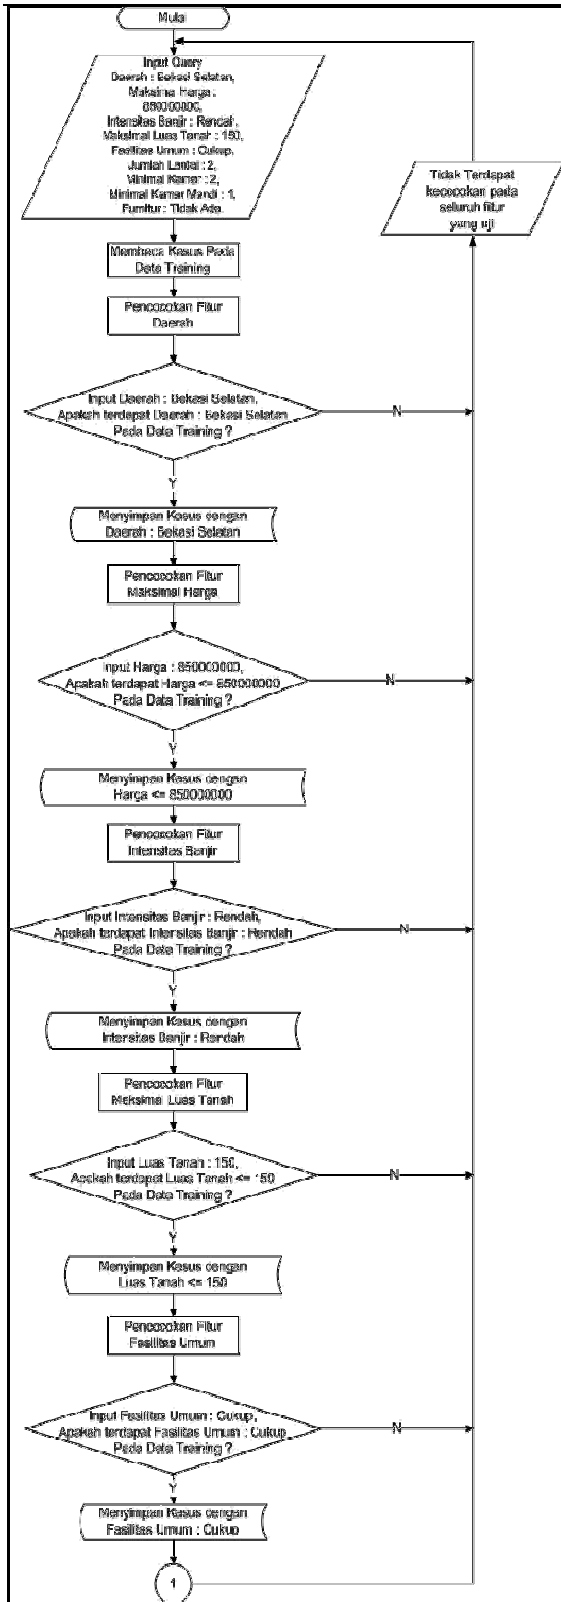 Mulai
Input Query
Daerah : Bekasi Selatan,
Maksimal Harga :
850000000,
Intensitas Banjir : Rendah,
Maksimal Luas Tanah : 150,
Fasilitas Umum : Cukup,
Jumlah Lantai : 2,
Minimal Kamar : 2,
Minimal Kamar Mandi : 1,
Furnitur : Tidak Ada
Tidak Terdapat
kecocokan pada
seluruh fitur
yang uji
Membaca Kasus Pada
Data Training
Pencocokan Fitur
Daerah
Input Daerah : Bekasi Selatan,
Apakah terdapat Daerah : Bekasi Selatan
Pada Data Training ?
N
Y
Menyimpan Kasus dengan
Daerah : Bekasi Selatan
Pencocokan Fitur
Maksimal Harga
Input Harga : 850000000,
Apakah terdapat Harga <= 850000000
Pada Data Training ?
N
Y
Menyimpan Kasus dengan
Harga <= 850000000
Pencocokan Fitur
Intensitas Banjir
Input Intensitas Banjir : Rendah,
Apakah terdapat Intensitas Banjir : Rendah
Pada Data Training ?
N
Y
Menyimpan Kasus dengan
Intensitas Banjir : Rendah
Pencocokan Fitur
Maksimal Luas Tanah
Input Luas Tanah : 150,
Apakah terdapat Luas Tanah <= 150
Pada Data Training ?
N
Y
Menyimpan Kasus dengan
Luas Tanah <= 150
Pencocokan Fitur
Fasilitas Umum
Input Fasilitas Umum : Cukup,
Apakah terdapat Fasilitas Umum : Cukup
Pada Data Training ?
N
Y
Menyimpan Kasus dengan
Fasilitas Umum : Cukup
1